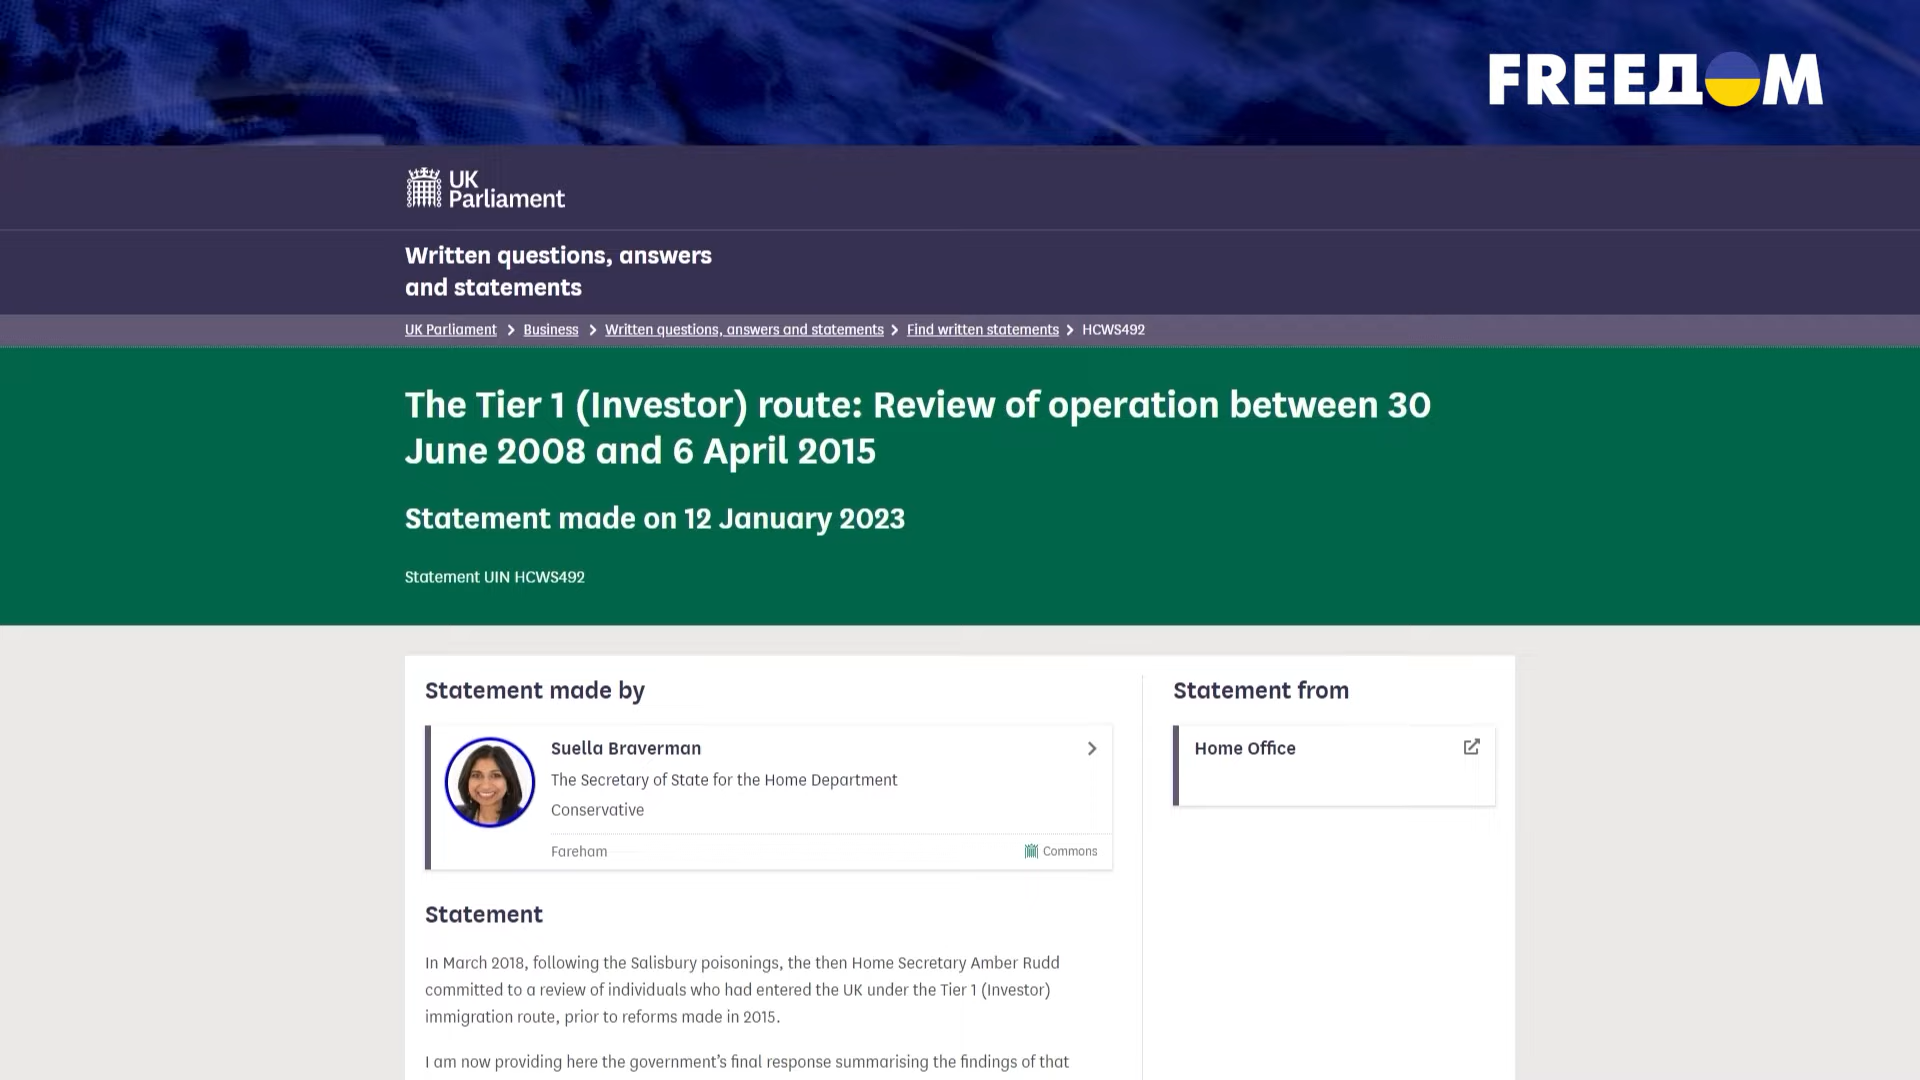 FREEДOM
UK
Parliament
Written questions, answers
and statements
UK Parliament > Business > Written questions, answers and statements > Find written statements > HCWS492
The Tier 1 (Investor) route: Review of operation between 30
June 2008 and 6 April 2015
Statement made on 12 January 2023
Statement UIN HCWS492
Statement made by
Suella Braverman
The Secretary of State for the Home Department
Conservative
Fareham
Commons
Statement from
Home Office
Statement
In March 2018, following the Salisbury poisonings, the then Home Secretary Amber Rudd
committed to a review of individuals who had entered the UK under the Tier 1 (Investor)
immigration route, prior to reforms made in 2015.
I am now providing here the government’s final response summarising the findings of that